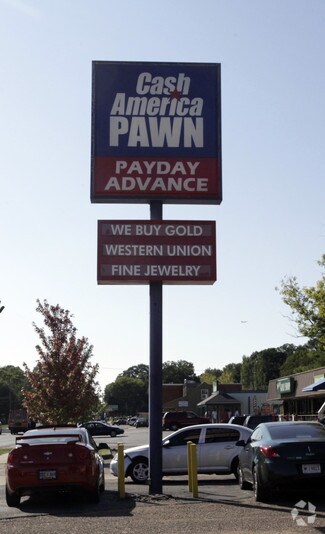 Cash
America
PAWN
PAYDAY
ADVANCE
WE BUY GOLD
WESTERN UNION
FINE JEWELRY